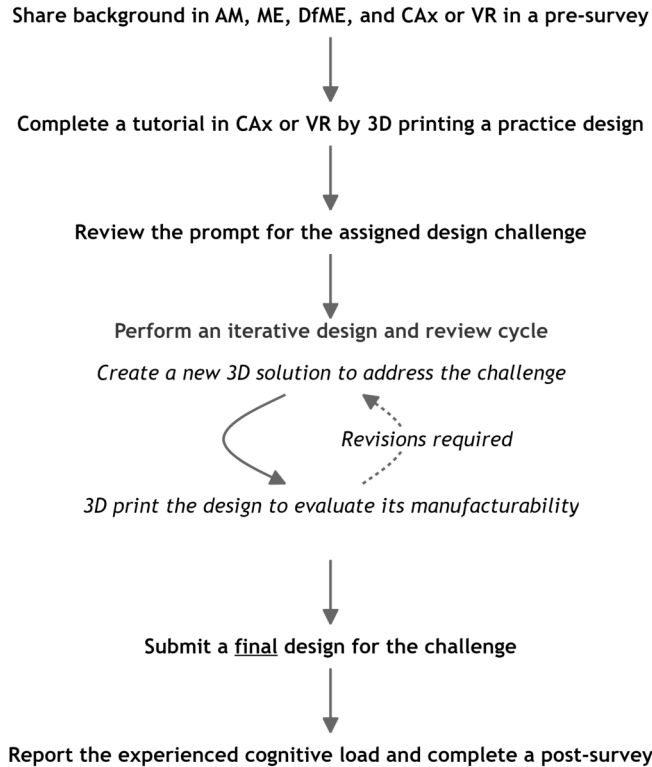 Share background in AM, ME, DfME, and CAx or VR in a pre-survey
Complete a tutorial in CAx or VR by 3D printing a practice design
Review the prompt for the assigned design challenge
Perform an iterative design and review cycle
Create a new 3D solution to address the challenge
Revisions required
3D print the design to evaluate its manufacturability
Submit a final design for the challenge
Report the experienced cognitive load and complete a post-survey